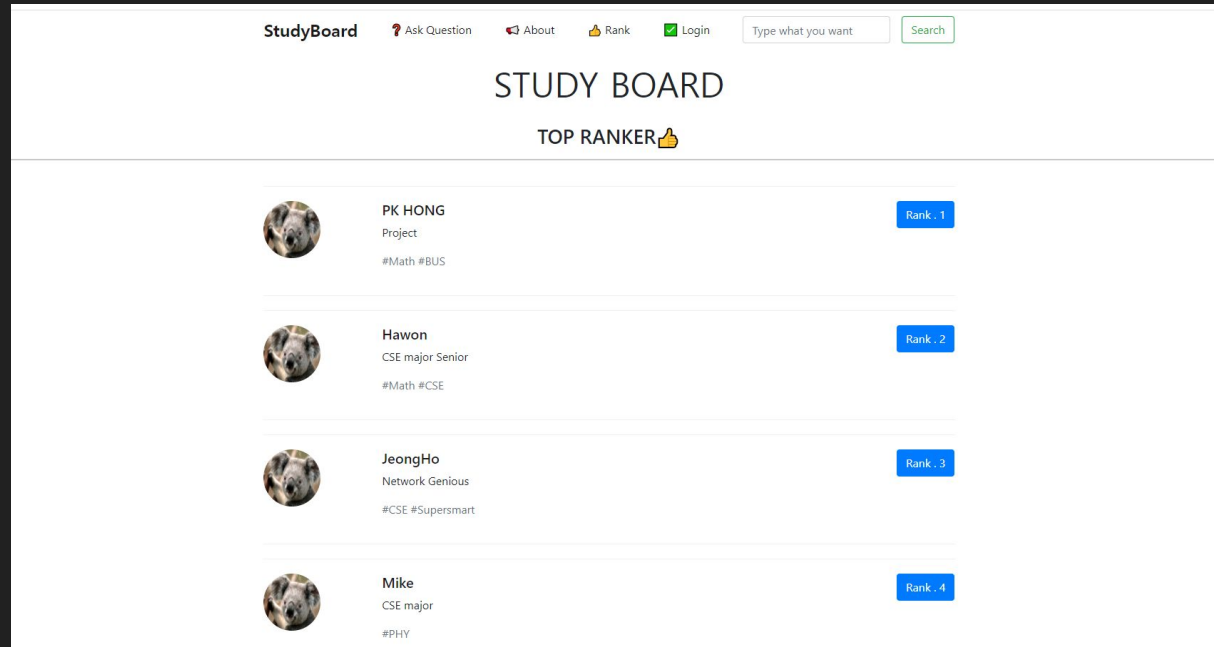 StudyBoard ❓ Ask Question 📢 About 👍 Rank ✅ Login Type what you want Search
STUDY BOARD
TOP RANKER👍
PK HONG Rank . 1
Project
#Math #BUS
Hawon Rank . 2
CSE major Senior
#Math #CSE
JeongHo Rank . 3
Network Genious
#CSE #Supersmart
Mike Rank . 4
CSE major
#PHY